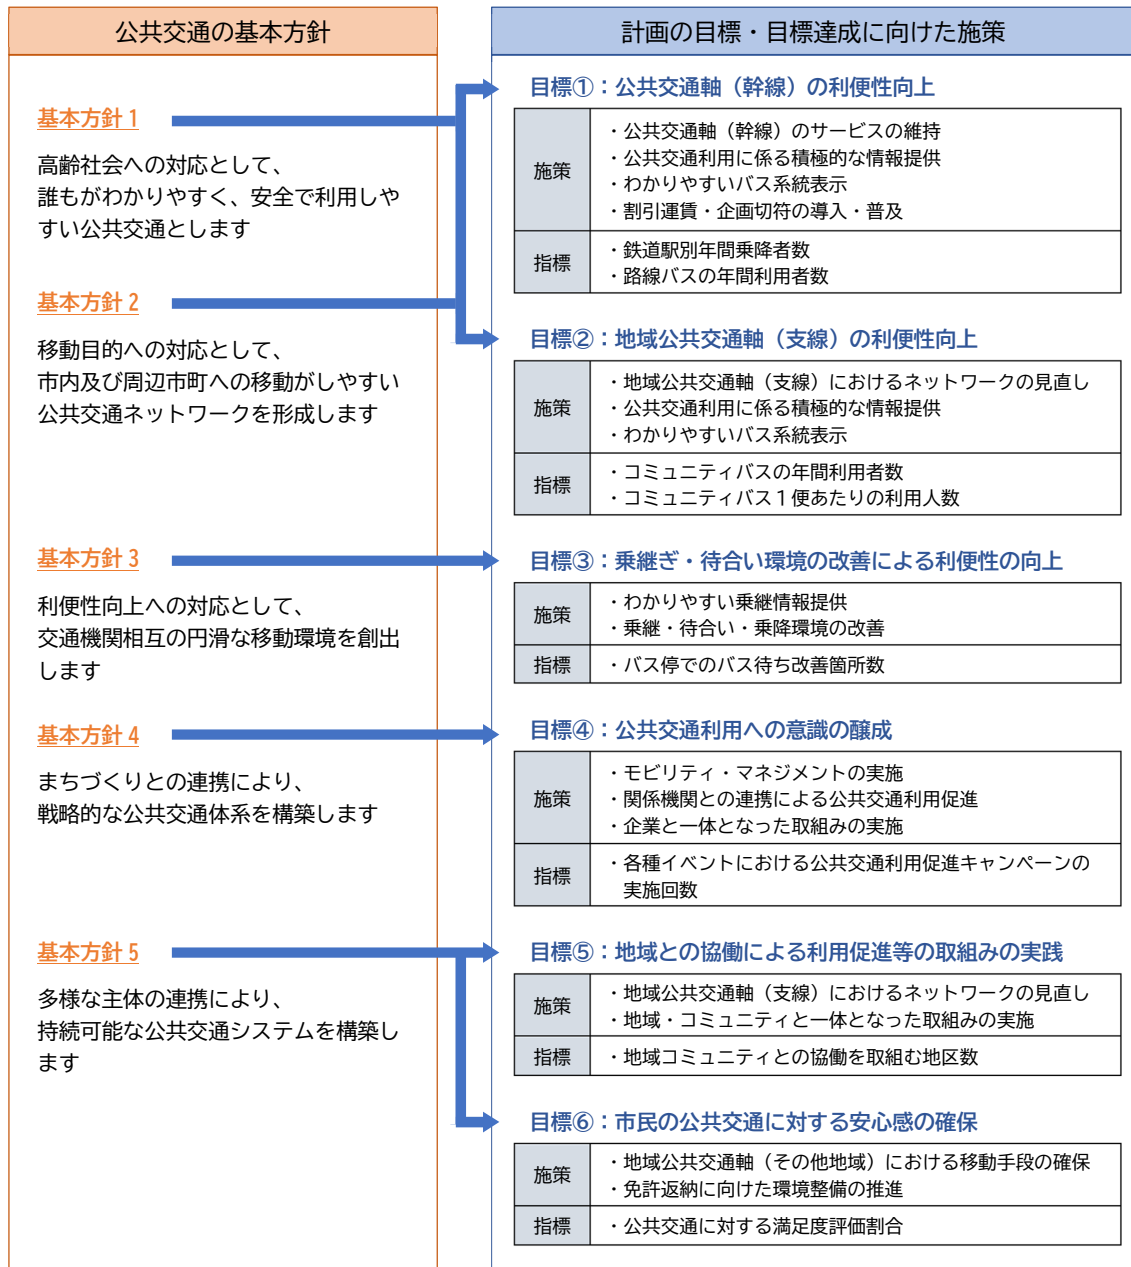 公共交通の基本方針
基本方針1
高齢社会への対応として、
誰もがわかりやすく、安全で利用しや
すい公共交通とします
基本方針2
移動目的への対応として、
市内及び周辺市町への移動がしやすい
公共交通ネットワークを形成します
基本方針3
利便性向上への対応として、
交通機関相互の円滑な移動環境を創出
します
基本方針4
まちづくりとの連携により、
戦略的な公共交通体系を構築します
基本方針5
多様な主体の連携により、
持続可能な公共交通システムを構築し
ます
計画の目標・目標達成に向けた施策
目標①：公共交通軸（幹線）の利便性向上
施策
・公共交通軸（幹線）のサービスの維持
・公共交通利用に係る積極的な情報提供
・わかりやすいバス系統表示
・割引運賃・企画切符の導入・普及
指標
・鉄道駅別年間乗降者数
・路線バスの年間利用者数
目標②：地域公共交通軸（支線）の利便性向上
施策
・地域公共交通軸（支線）におけるネットワークの見直し
・公共交通利用に係る積極的な情報提供
・わかりやすいバス系統表示
指標
・コミュニティバスの年間利用者数
・コミュニティバス１便あたりの利用人数
目標③：乗継ぎ・待合い環境の改善による利便性の向上
施策
・わかりやすい乗継情報提供
・乗継・待合い・乗降環境の改善
指標
・バス停でのバス待ち改善箇所数
目標④：公共交通利用への意識の醸成
施策
・モビリティ・マネジメントの実施
・関係機関との連携による公共交通利用促進
・企業と一体となった取組みの実施
指標
・各種イベントにおける公共交通利用促進キャンペーンの
実施回数
目標⑤：地域との協働による利用促進等の取組みの実践
施策
・地域公共交通軸（支線）におけるネットワークの見直し
・地域・コミュニティと一体となった取組みの実施
指標
・地域コミュニティとの協働を取組む地区数
目標⑥：市民の公共交通に対する安心感の確保
施策
・地域公共交通軸（その他地域）における移動手段の確保
・免許返納に向けた環境整備の推進
指標
・公共交通に対する満足度評価割合